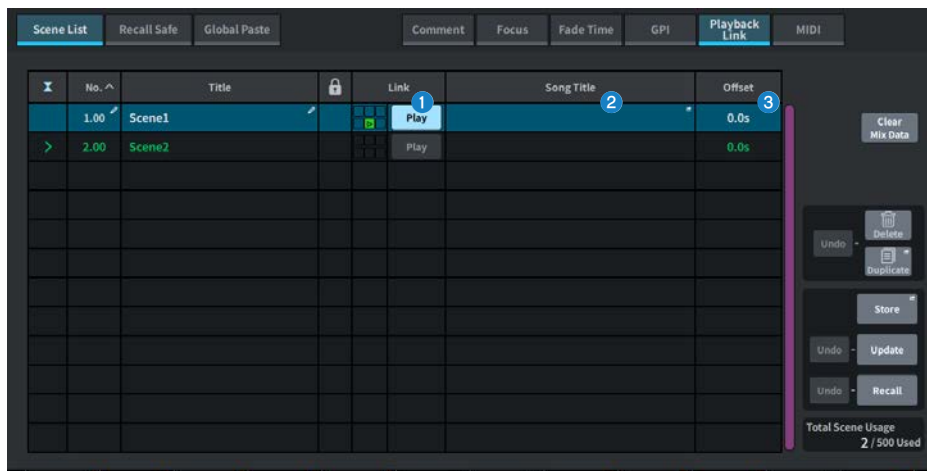 Scene List
Recall Safe
Global Paste
Comment
Focus
Fade Time
GPI
Playback
Link
MIDI
No.
Title
Link
Song Title
Offset
1
2
3
1.00
Scene1
Play
0.0s
2.00
Scene2
Play
0.0s
Clear
Mix Data
Undo
Delete
Duplicate
Store
Undo
Update
Undo
Recall
Total Scene Usage
2 / 500 Used